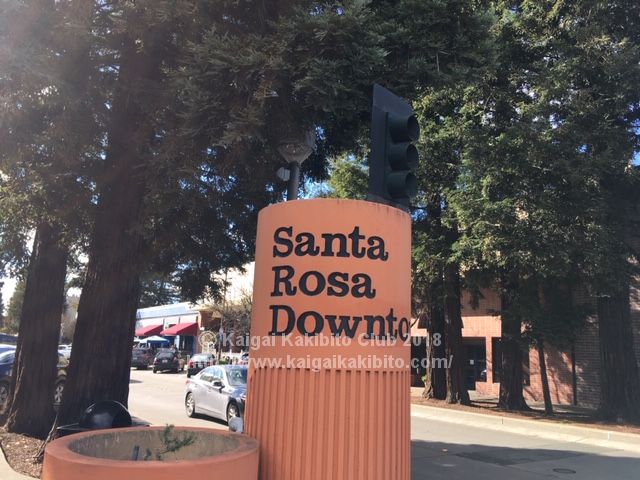 Santa
Rosa
Downto
© Kaigai Kakibito Club 2018
www.kaigaikakibito.com/